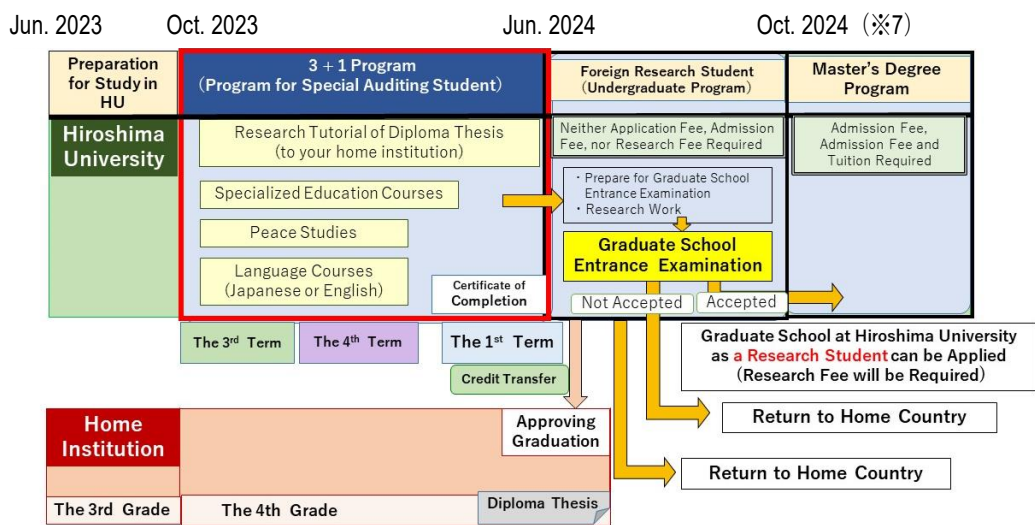 Jun. 2023
Oct. 2023
Jun. 2024
Oct. 2024（※7）
Preparation
for Study in
HU
3 + 1 Program
(Program for Special Auditing Student)
Foreign Research Student
(Undergraduate Program)
Master's Degree
Program
Hiroshima
University
Research Tutorial of Diploma Thesis
(to your home institution)
Neither Application Fee, Admission
Fee, nor Research Fee Required
Admission Fee,
Admission Fee and
Tuition Required
Specialized Education Courses
・Prepare for Graduate School
Entrance Examination
・Research Work
Peace Studies
Graduate School
Entrance Examination
Language Courses
(Japanese or English)
Certificate of
Completion
Not Accepted
Accepted
The 3rd Term
The 4th Term
The 1st Term
Credit Transfer
Graduate School at Hiroshima University
as a Research Student can be Applied
(Research Fee will be Required)
Home
Institution
Approving
Graduation
Return to Home Country
Return to Home Country
The 3rd Grade
The 4th Grade
Diploma Thesis